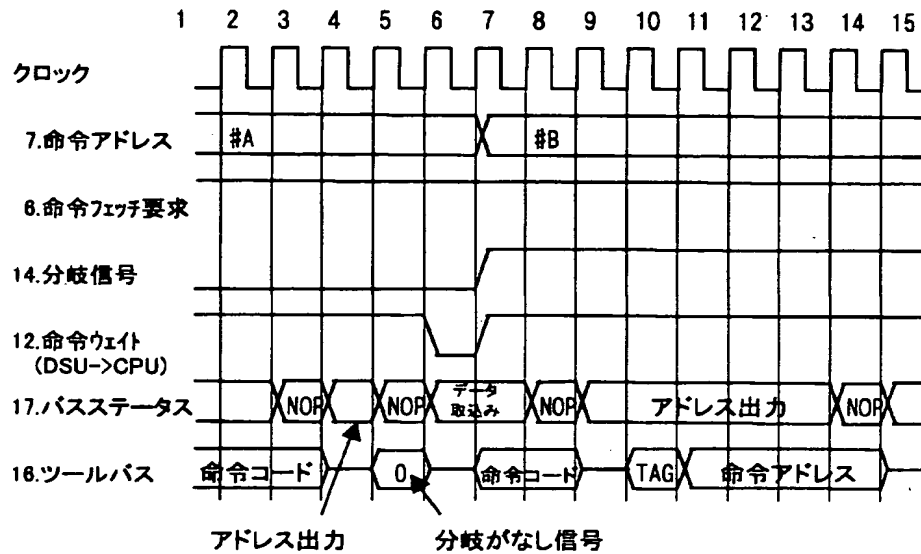 1 2 3 4 5 6 7 8 9 10 11 12 13 14 15
クロック
7.命令アドレス #A #B
6.命令フェッチ要求
14.分岐信号
12.命令ウェイト
(DSU->CPU)
17.バスステータス NOP NOP データ取込み NOP アドレス出力 NOP
16.ツールバス 命令コード 0 命令コード TAG 命令アドレス
アドレス出力 分岐がなし信号